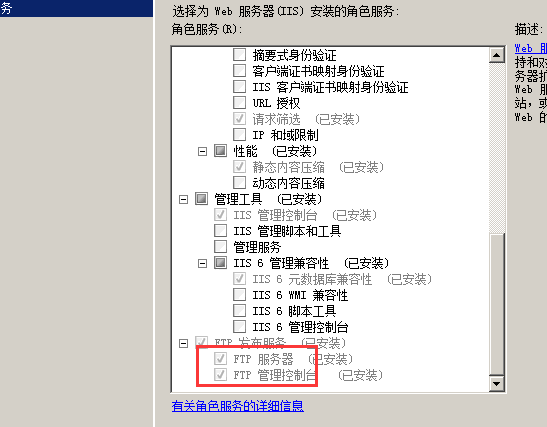 务
选择为 Web 服务器(IIS) 安装的角色服务:
角色服务(R):
摘要式身份验证
客户端证书映射身份验证
IIS 客户端证书映射身份验证
URL 授权
请求筛选 (已安装)
IP 和域限制
性能 (已安装)
静态内容压缩 (已安装)
动态内容压缩
管理工具 (已安装)
IIS 管理控制台 (已安装)
IIS 管理脚本和工具
管理服务
IIS 6 管理兼容性 (已安装)
IIS 6 元数据库兼容性 (已安装)
IIS 6 WMI 兼容性
IIS 6 脚本工具
IIS 6 管理控制台
FTP 发布服务 (已安装)
FTP 服务器 (已安装)
FTP 管理控制台 (已安装)
有关角色服务的详细信息
描述:
Web 服
持和对
务器扩
Web 服
站，或
Web 的